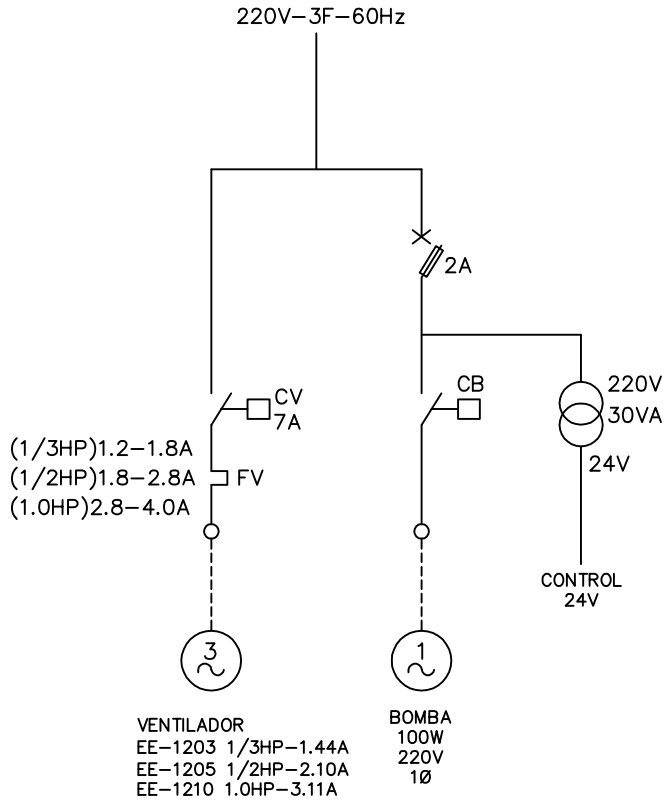 220V-3F-60Hz
2A
CV
7A
CB
220V
30VA
24V
(1/3HP)1.2-1.8A
(1/2HP)1.8-2.8A
(1.0HP)2.8-4.0A
FV
CONTROL
24V
3
1
VENTILADOR
EE-1203 1/3HP-1.44A
EE-1205 1/2HP-2.10A
EE-1210 1.0HP-3.11A
BOMBA
100W
220V
1Ø